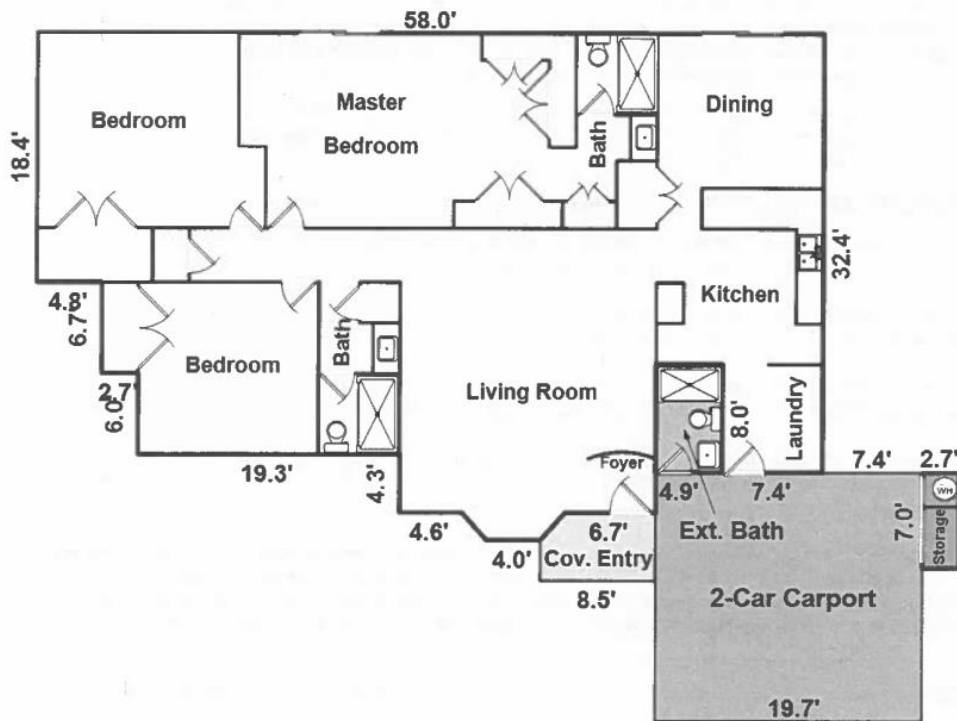 58.0'
Bedroom
Master
Bedroom
Bath
Dining
18.4'
32.4'
Kitchen
4.8'
6.7'
Bedroom
Bath
Living Room
2.7'
6.0'
8.0'
Laundry
19.3'
4.3'
Foyer
4.9'
7.4'
7.4'
2.7'
WH
Storage
7.0'
4.6'
4.0'
6.7'
Cov. Entry
8.5'
Ext. Bath
2-Car Carport
19.7'